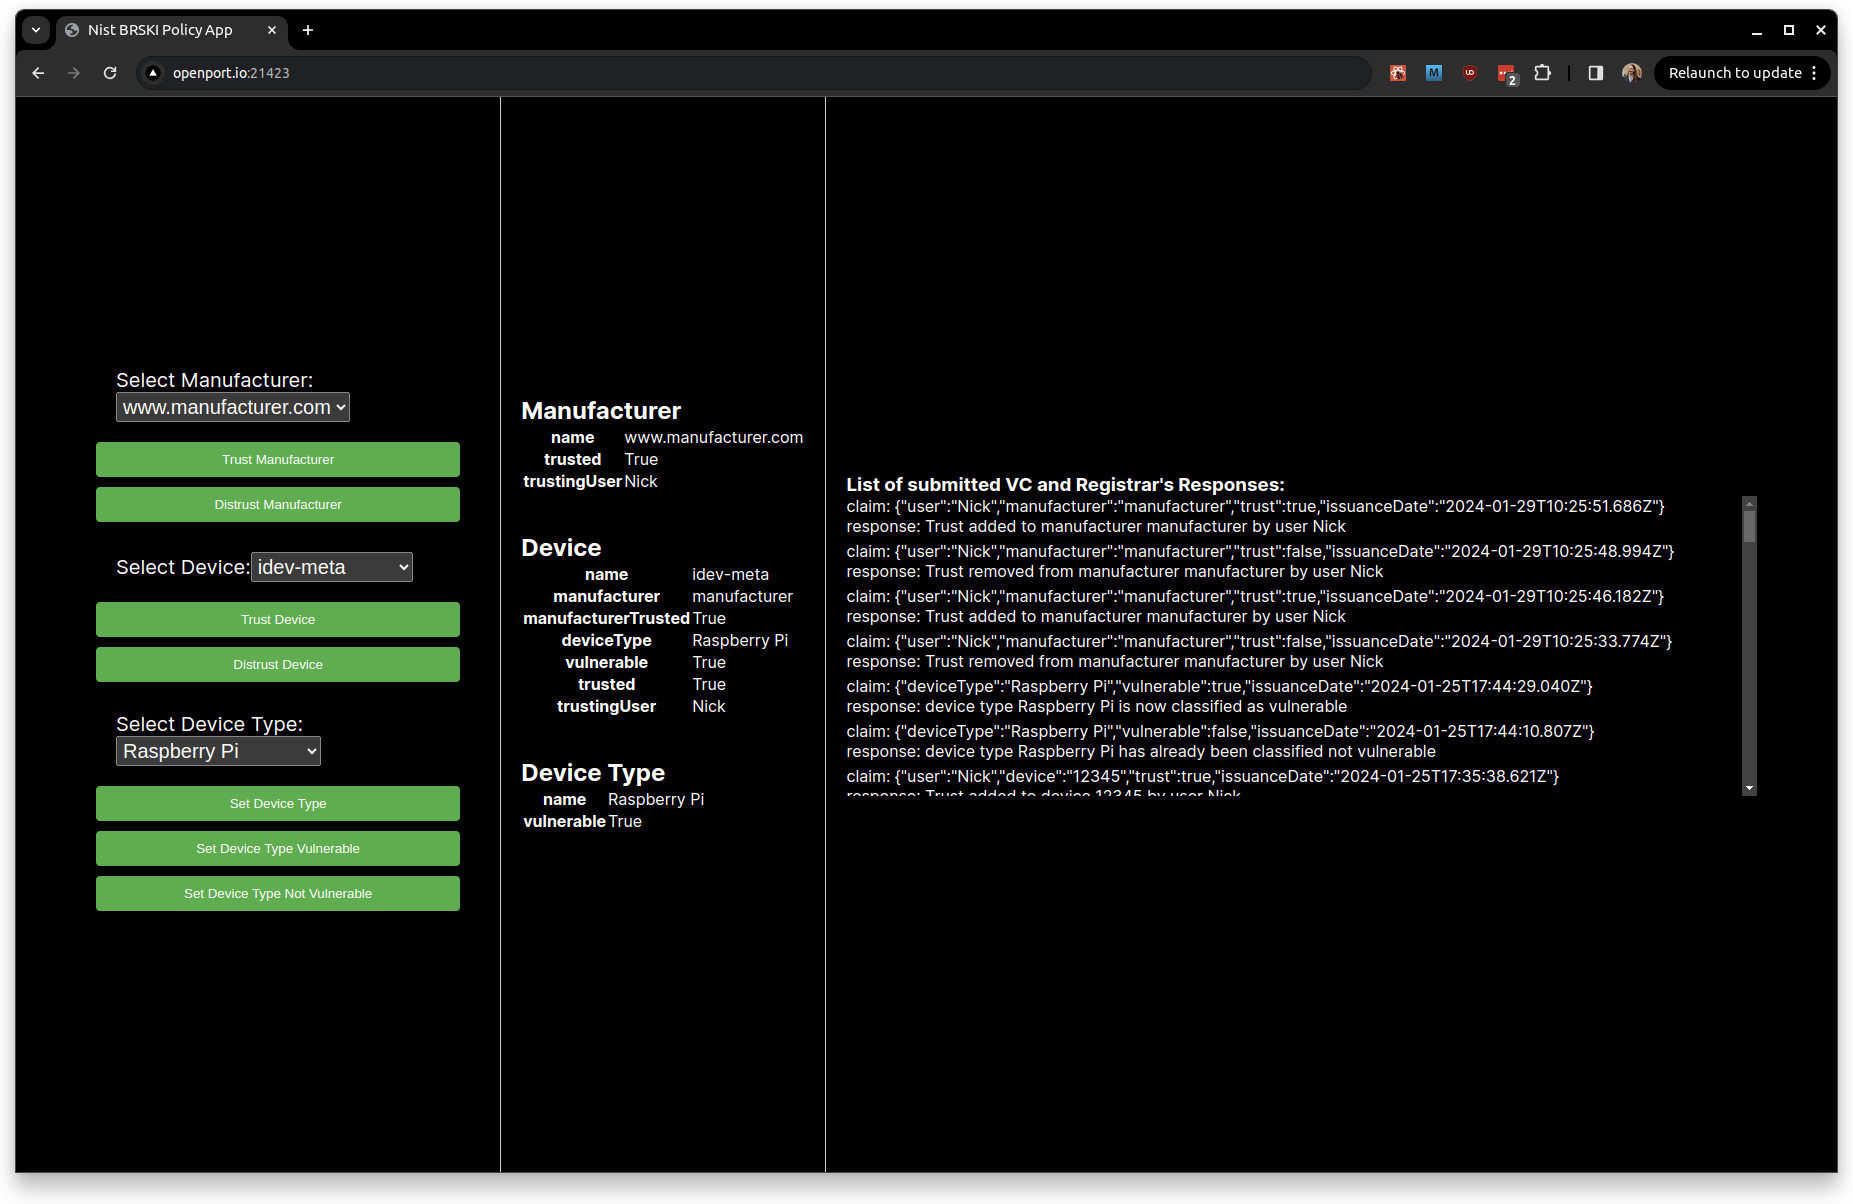 Nist BRSKI Policy App
openport.io:21423
M
2
Relaunch to update
Select Manufacturer:
www.manufacturer.com
Trust Manufacturer
Distrust Manufacturer
Select Device: idev-meta
Trust Device
Distrust Device
Select Device Type:
Raspberry Pi
Set Device Type
Set Device Type Vulnerable
Set Device Type Not Vulnerable
Manufacturer
name www.manufacturer.com
trusted True
trustingUser Nick
Device
name idev-meta
manufacturer manufacturer
manufacturerTrusted True
deviceType Raspberry Pi
vulnerable True
trusted True
trustingUser Nick
Device Type
name Raspberry Pi
vulnerable True
List of submitted VC and Registrar's Responses:
claim: {"user":"Nick","manufacturer":"manufacturer","trust":true,"issuanceDate":"2024-01-29T10:25:51.686Z"}
response: Trust added to manufacturer manufacturer by user Nick
claim: {"user":"Nick","manufacturer":"manufacturer","trust":false,"issuanceDate":"2024-01-29T10:25:48.994Z"}
response: Trust removed from manufacturer manufacturer by user Nick
claim: {"user":"Nick","manufacturer":"manufacturer","trust":true,"issuanceDate":"2024-01-29T10:25:46.182Z"}
response: Trust added to manufacturer manufacturer by user Nick
claim: {"user":"Nick","manufacturer":"manufacturer","trust":false,"issuanceDate":"2024-01-29T10:25:33.774Z"}
response: Trust removed from manufacturer manufacturer by user Nick
claim: {"deviceType":"Raspberry Pi","vulnerable":true,"issuanceDate":"2024-01-25T17:44:29.040Z"}
response: device type Raspberry Pi is now classified as vulnerable
claim: {"deviceType":"Raspberry Pi","vulnerable":false,"issuanceDate":"2024-01-25T17:44:10.807Z"}
response: device type Raspberry Pi has already been classified not vulnerable
claim: {"user":"Nick","device":"12345","trust":true,"issuanceDate":"2024-01-25T17:35:38.621Z"}
response: Trust added to device 12345 by user Nick